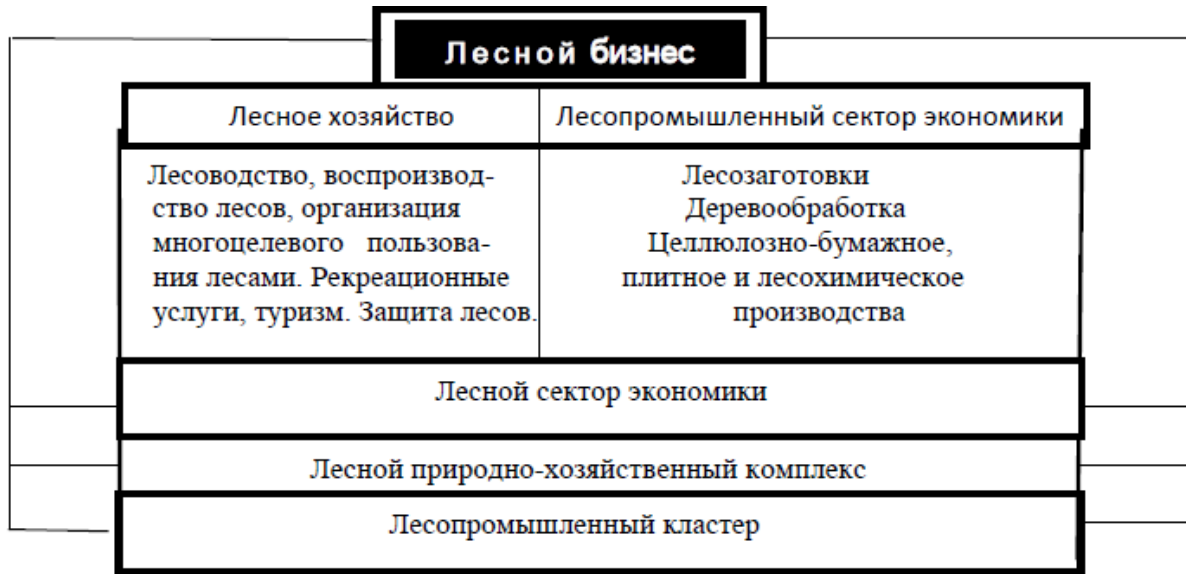 Лесной бизнес
Лесное хозяйство
Лесопромышленный сектор экономики
Лесоводство, воспроизвод-
ство лесов, организация
многоцелевого пользова-
ния лесами. Рекреационные
услуги, туризм. Защита лесов.
Лесозаготовки
Деревообработка
Целлюлозно-бумажное,
плитное и лесохимическое
производства
Лесной сектор экономики
Лесной природно-хозяйственный комплекс
Лесопромышленный кластер